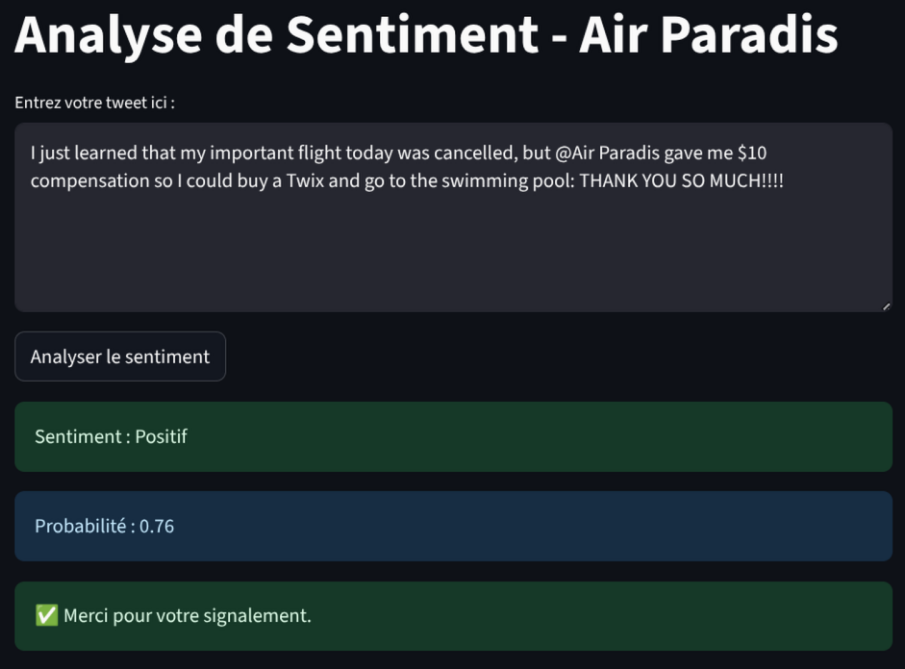 Analyse de Sentiment - Air Paradis
Entrez votre tweet ici :
I just learned that my important flight today was cancelled, but @Air Paradis gave me $10
compensation so I could buy a Twix and go to the swimming pool: THANK YOU SO MUCH!!!!
Analyser le sentiment
Sentiment : Positif
Probabilité : 0.76
✅ Merci pour votre signalement.